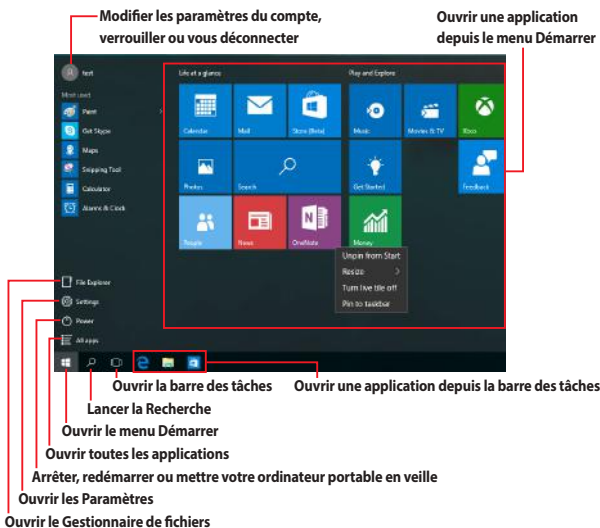 Modifier les paramètres du compte,
verrouiller ou vous déconnecter
Ouvrir une application
depuis le menu Démarrer
test
Life at a glance
Play and Explore
Most used
Paint
Get Skype
Maps
Snipping Tool
Calculator
Alarms & Clock
Calendar
Mail
Store (Beta)
Music
Movies & TV
Xbox
Photos
Search
Get Started
Feedback
People
News
OneNote
Money
Unpin from Start
Resize
Turn live tile off
Pin to taskbar
File Explorer
Settings
Power
All apps
Ouvrir la barre des tâches
Ouvrir une application depuis la barre des tâches
Lancer la Recherche
Ouvrir le menu Démarrer
Ouvrir toutes les applications
Arrêter, redémarrer ou mettre votre ordinateur portable en veille
Ouvrir les Paramètres
Ouvrir le Gestionnaire de fichiers